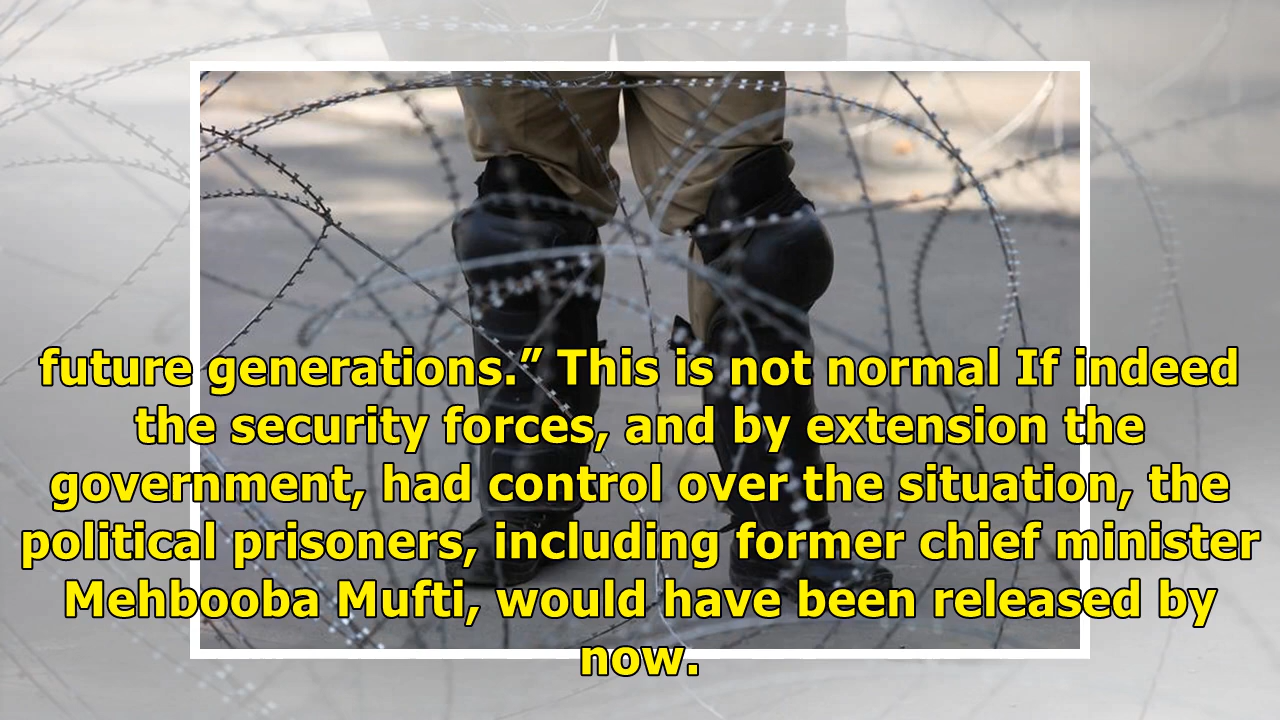 future generations.” This is not normal If indeed
the security forces, and by extension the
government, had control over the situation, the
political prisoners, including former chief minister
Mehbooba Mufti, would have been released by
now.